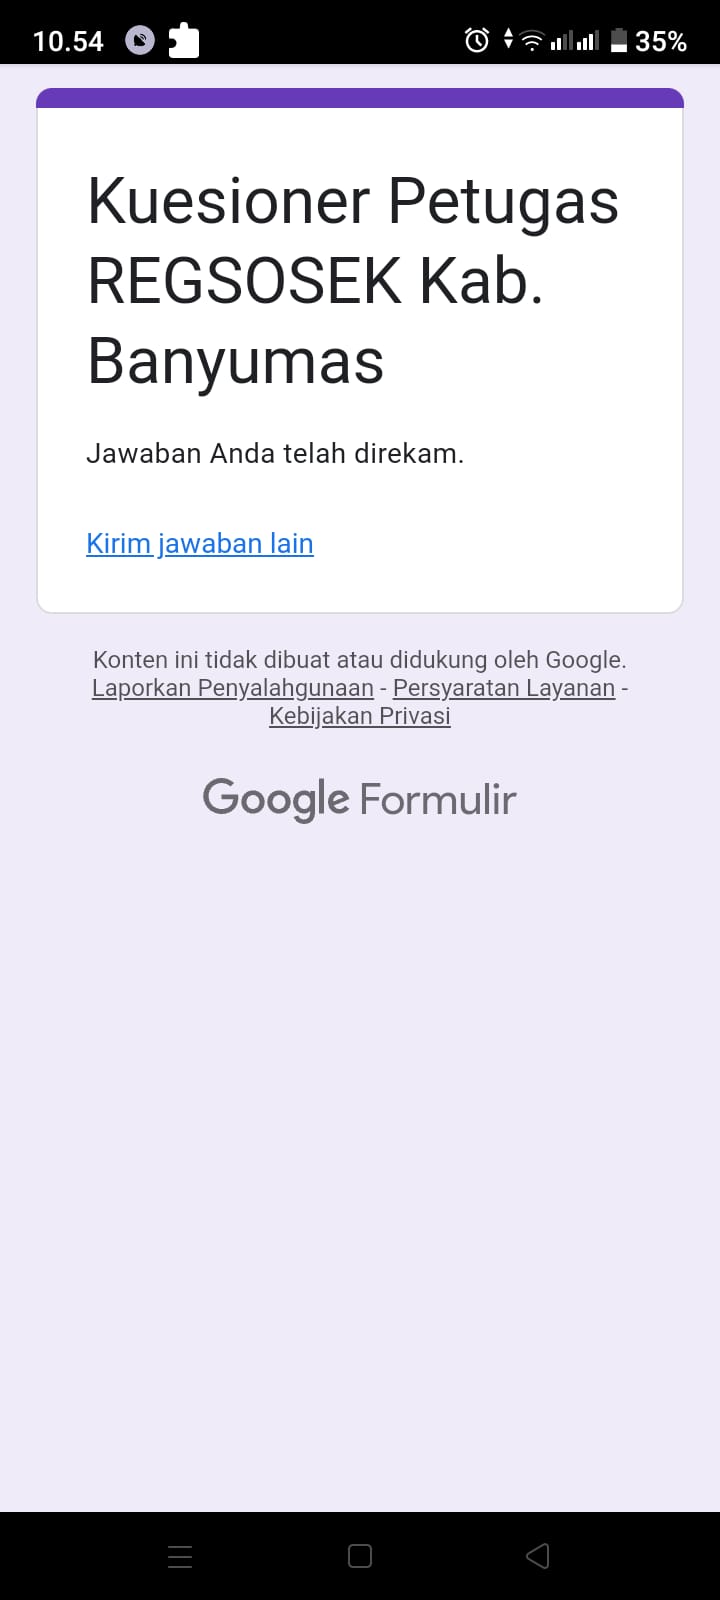 10.54
35%
Kuesioner Petugas
REGSOSEK Kab.
Banyumas
Jawaban Anda telah direkam.
Kirim jawaban lain
Konten ini tidak dibuat atau didukung oleh Google.
Laporkan Penyalahgunaan - Persyaratan Layanan -
Kebijakan Privasi
Google Formulir